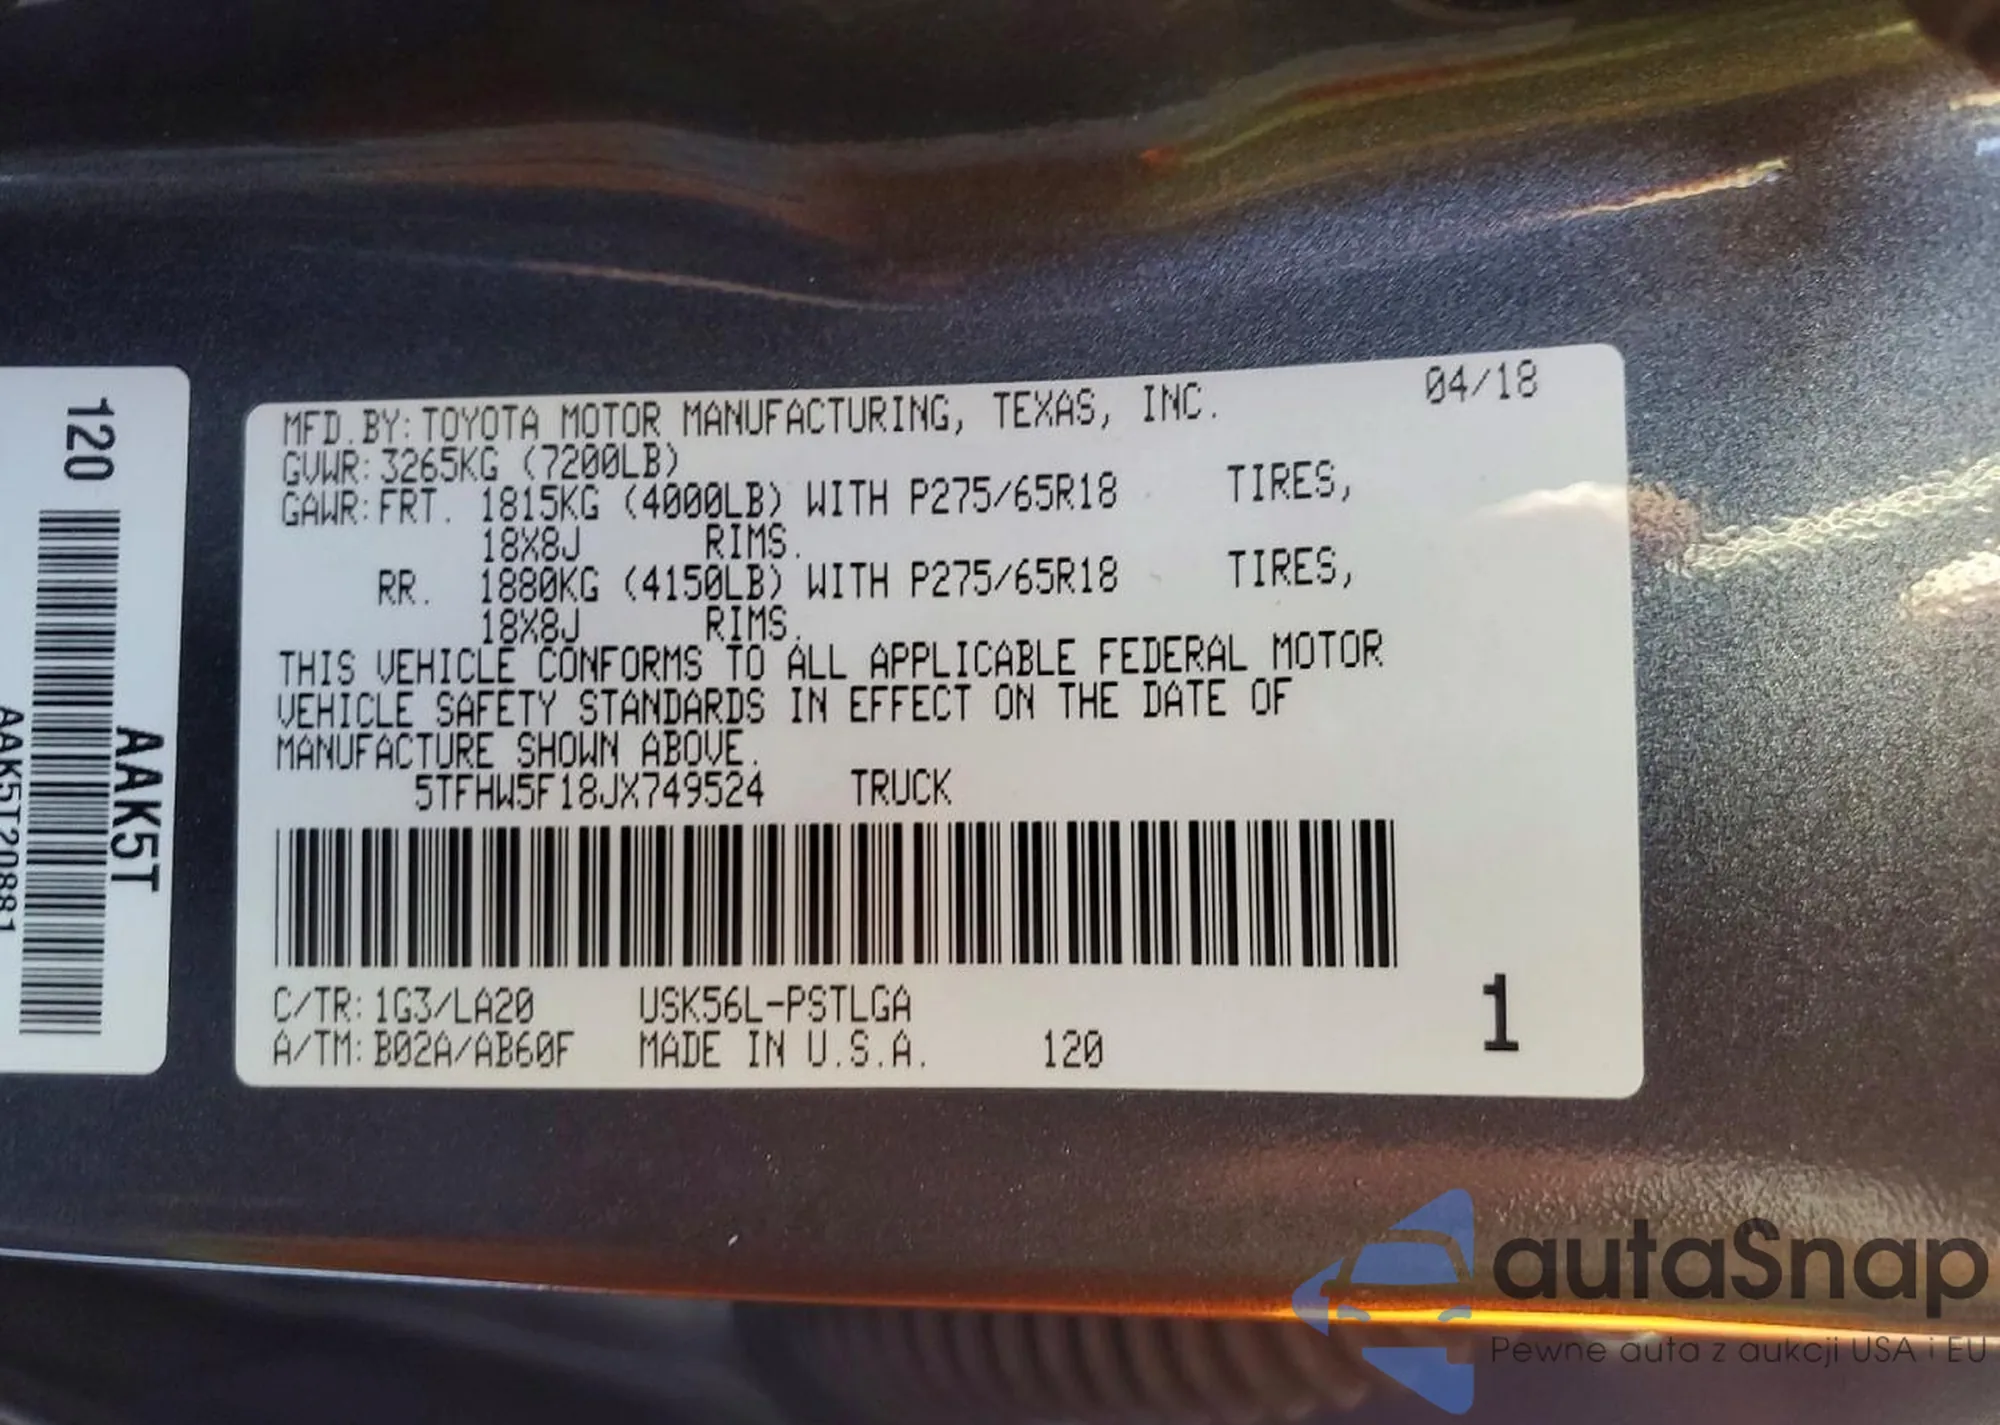 MFD.BY:TOYOTA MOTOR MANUFACTURING, TEXAS, INC. 04/18
GVWR:3265KG (7200LB)
GAWR:FRT. 1815KG (4000LB) WITH P275/65R18 TIRES,
18X8J RIMS.
RR. 1880KG (4150LB) WITH P275/65R18 TIRES,
18X8J RIMS.
THIS VEHICLE CONFORMS TO ALL APPLICABLE FEDERAL MOTOR
VEHICLE SAFETY STANDARDS IN EFFECT ON THE DATE OF
MANUFACTURE SHOWN ABOVE.
5TFHW5F18JX749524 TRUCK
C/TR:1G3/LA20 USK56L-PSTLGA
A/TM:B02A/AB60F MADE IN U.S.A. 120
1
120
AAK5T
AAK5T20881
autaSnap
Pewne auta z aukcji USA i EU